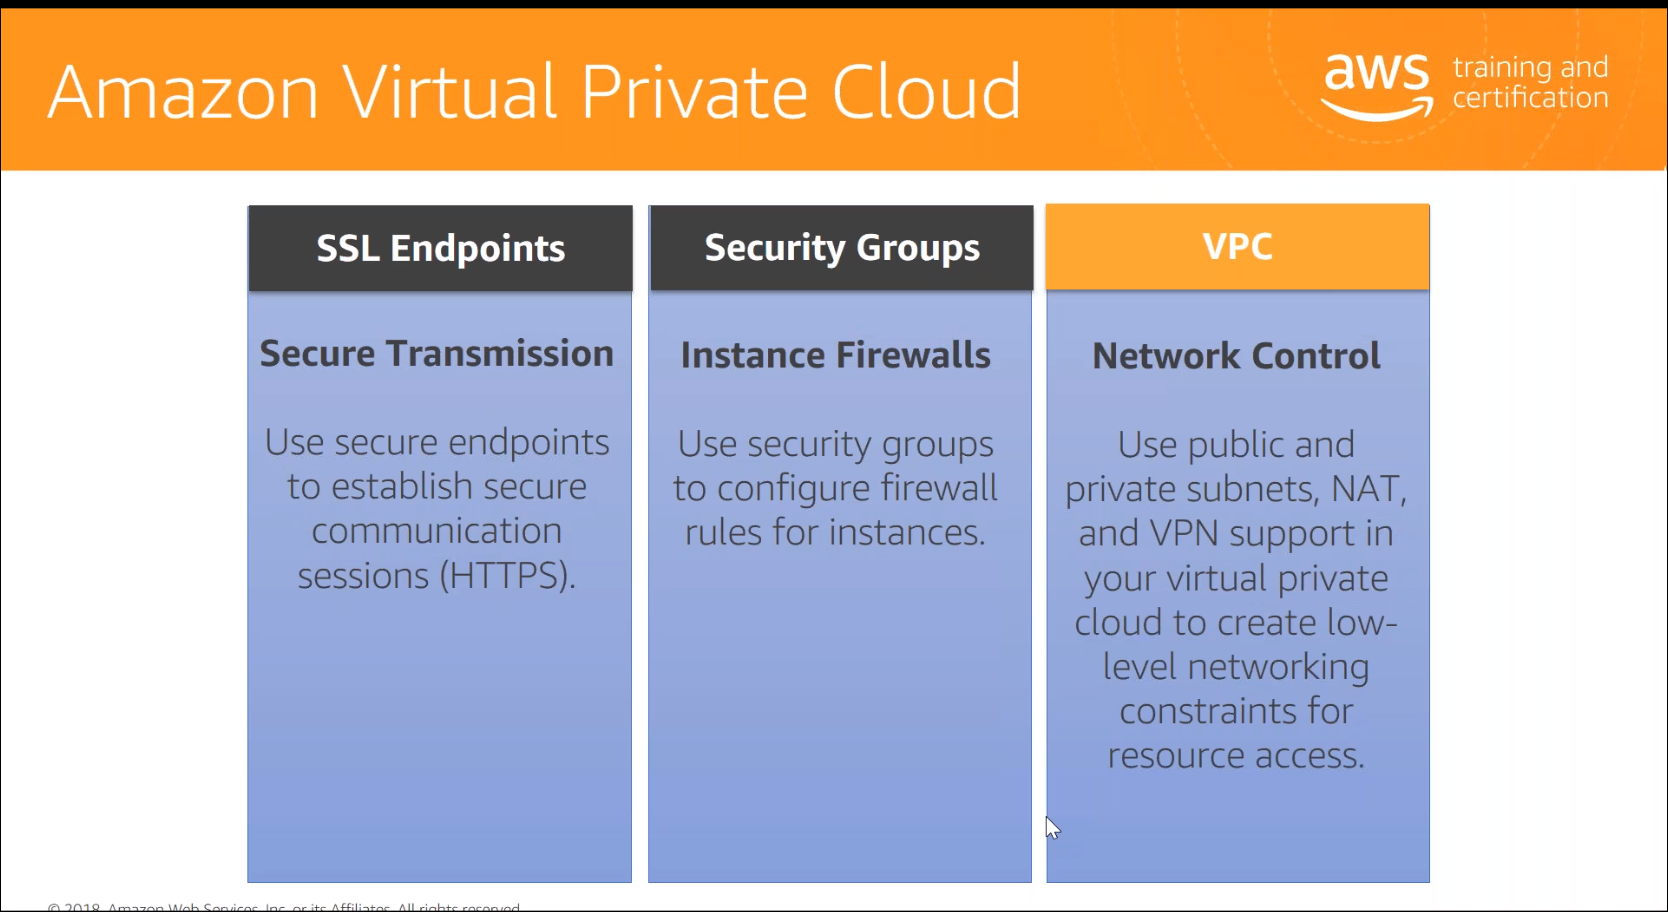 Amazon Virtual Private Cloud
aws
training and
certification
SSL Endpoints
Secure Transmission
Use secure endpoints
to establish secure
communication
sessions (HTTPS).
Security Groups
Instance Firewalls
Use security groups
to configure firewall
rules for instances.
VPC
Network Control
Use public and
private subnets, NAT,
and VPN support in
your virtual private
cloud to create low-
level networking
constraints for
resource access.
© 2018, Amazon Web Services, Inc. or its Affiliates. All rights reserved.